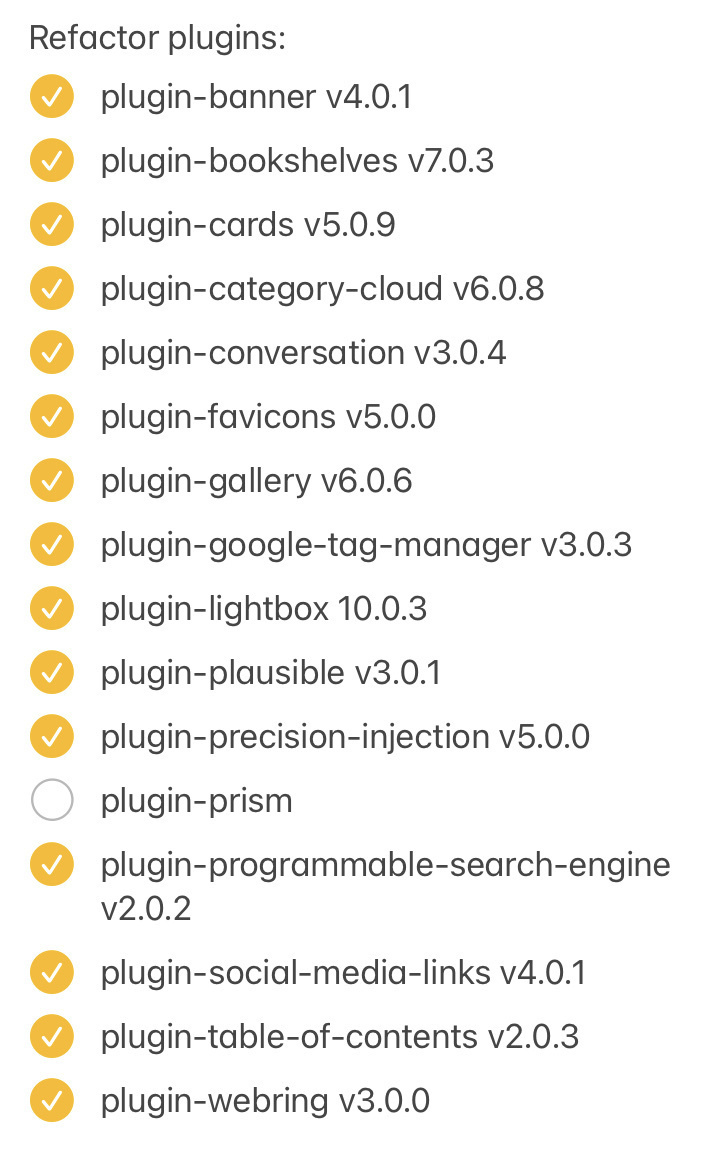 Refactor plugins:
plugin-banner v4.0.1
plugin-bookshelves v7.0.3
plugin-cards v5.0.9
plugin-category-cloud v6.0.8
plugin-conversation v3.0.4
plugin-favicons v5.0.0
plugin-gallery v6.0.6
plugin-google-tag-manager v3.0.3
plugin-lightbox 10.0.3
plugin-plausible v3.0.1
plugin-precision-injection v5.0.0
plugin-prism
plugin-programmable-search-engine
v2.0.2
plugin-social-media-links v4.0.1
plugin-table-of-contents v2.0.3
plugin-webring v3.0.0